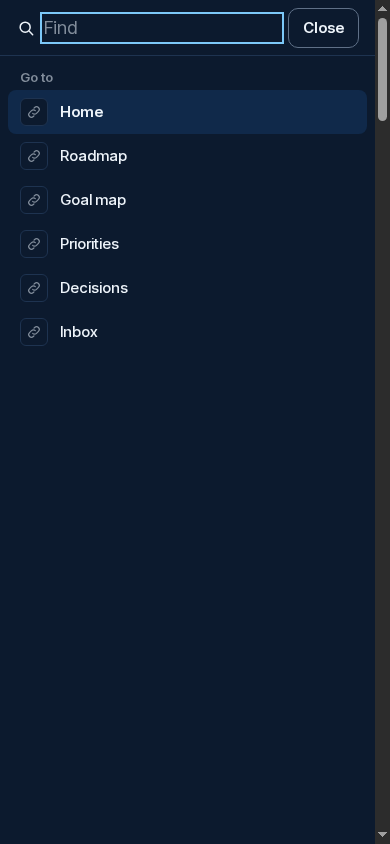 Find
Close
Go to
Home
Roadmap
Goal map
Priorities
Decisions
Inbox